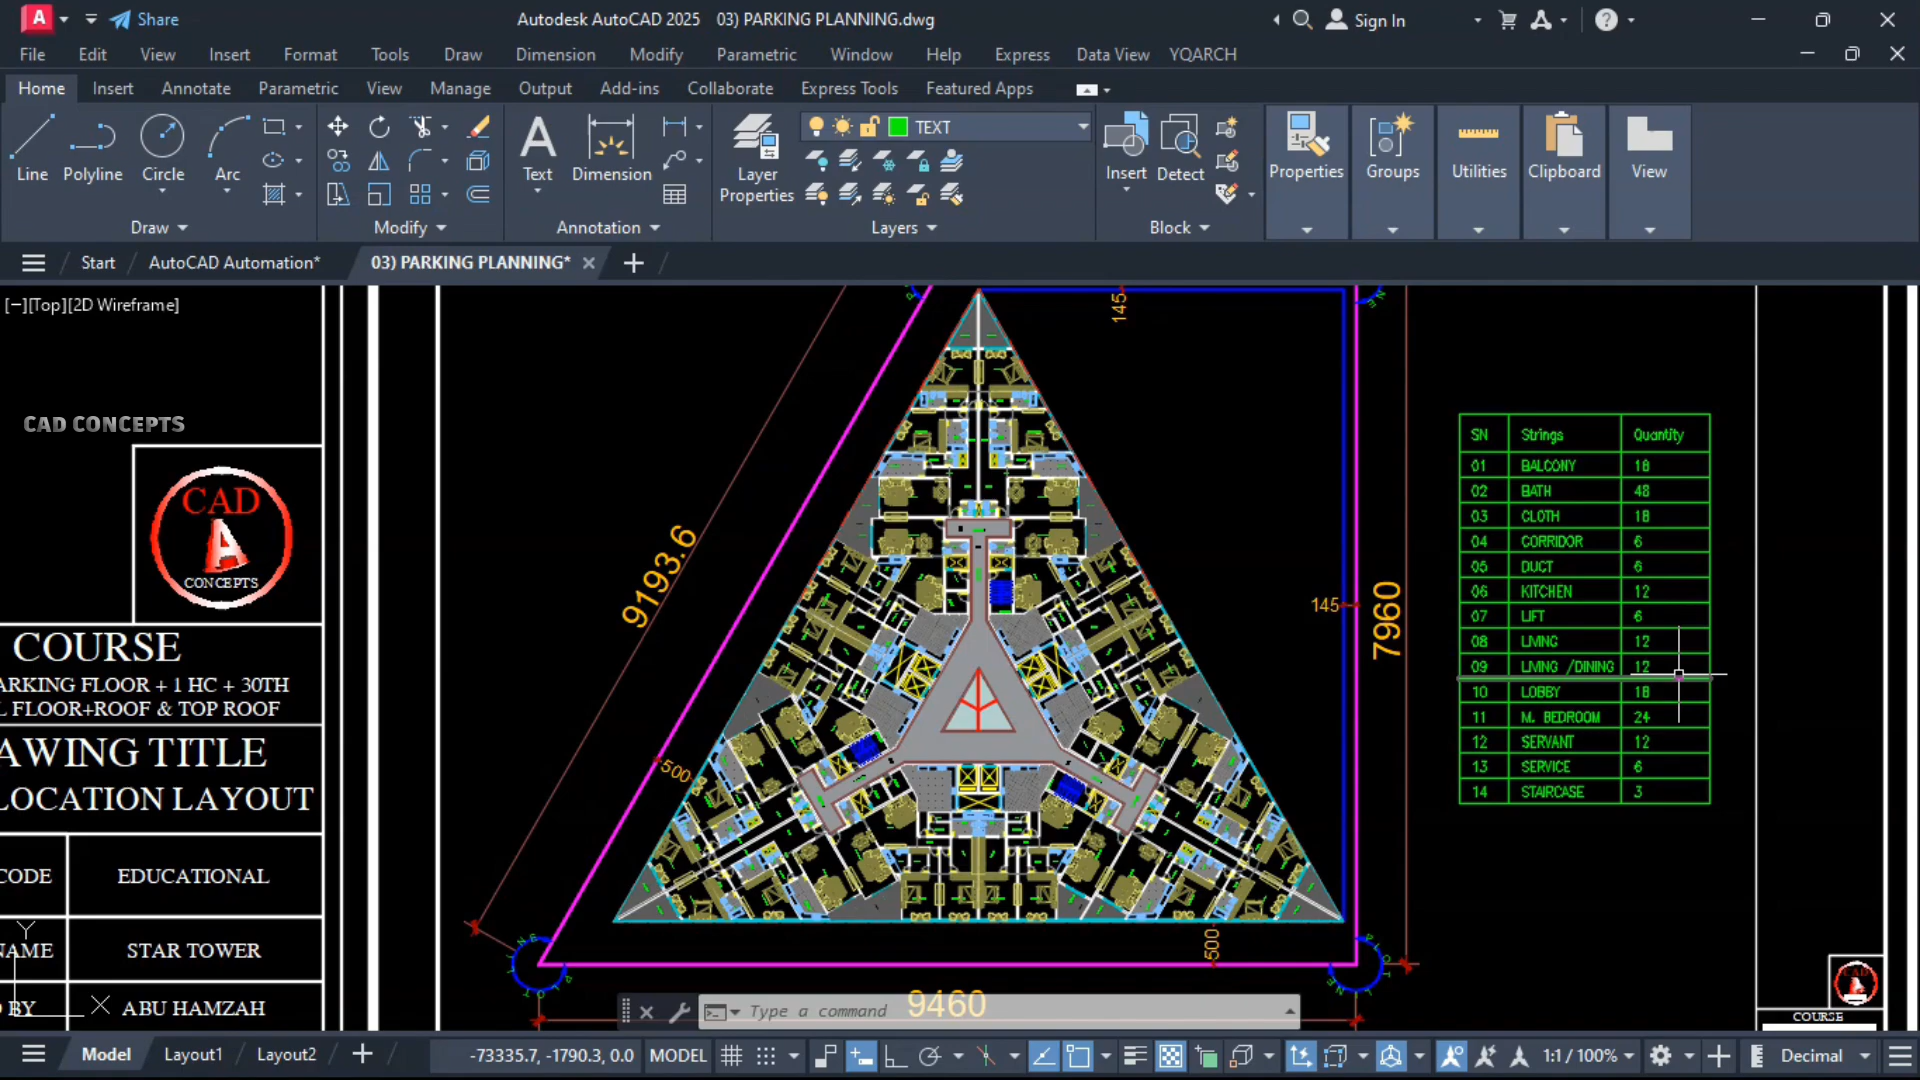 Share
Autodesk AutoCAD 2025 03) PARKING PLANNING.dwg
Sign In
File Edit View Insert Format Tools Draw Dimension Modify Parametric Window Help Express Data View YQARCH
Home Insert Annotate Parametric View Manage Output Add-ins Collaborate Express Tools Featured Apps
TEXT
Line Polyline Circle Arc Text Dimension Layer Properties Insert Detect Properties Groups Utilities Clipboard View
Draw Modify Annotation Layers Block
Start AutoCAD Automation* 03) PARKING PLANNING*
[−][Top][2D Wireframe]
CAD CONCEPTS
CAD
A
CONCEPTS
COURSE
ARKING FLOOR + 1 HC + 30TH
L FLOOR+ROOF & TOP ROOF
AWING TITLE
LOCATION LAYOUT
CODE EDUCATIONAL
NAME STAR TOWER
BY ABU HAMZAH
Y
X
145
9193.6
145
7960
500
500
9460
SN Strings Quantity
01 BALCONY 18
02 BATH 48
03 CLOTH 18
04 CORRIDOR 6
05 DUCT 6
06 KITCHEN 12
07 LIFT 6
08 LIVING 12
09 LIVING /DINING 12
10 LOBBY 18
11 M. BEDROOM 24
12 SERVANT 12
13 SERVICE 6
14 STAIRCASE 3
COURSE
Type a command
Model Layout1 Layout2
-73335.7, -1790.3, 0.0 MODEL 1:1 / 100% Decimal